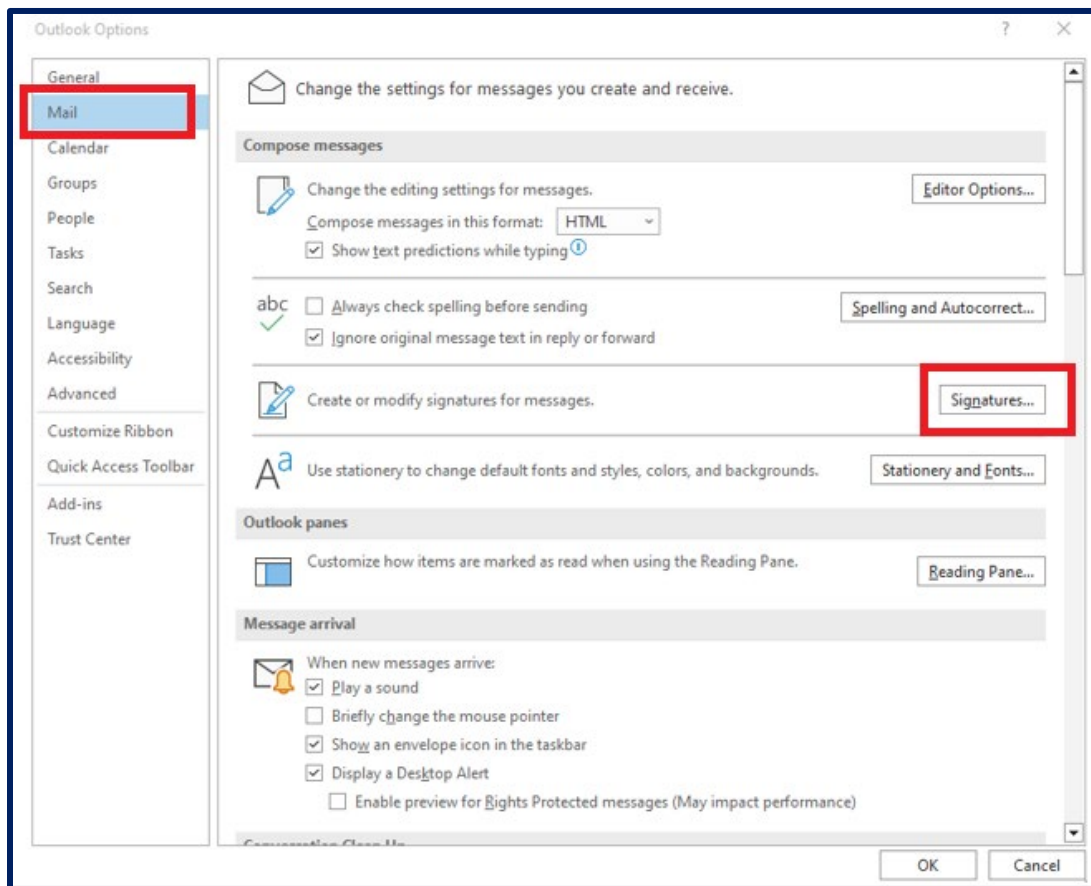 Outlook Options
?
General
Mail
Calendar
Groups
People
Tasks
Search
Language
Accessibility
Advanced
Customize Ribbon
Quick Access Toolbar
Add-ins
Trust Center
Change the settings for messages you create and receive.
Compose messages
Change the editing settings for messages.
Editor Options...
Compose messages in this format: HTML
Show text predictions while typing
abc
Always check spelling before sending
Spelling and Autocorrect...
Ignore original message text in reply or forward
Create or modify signatures for messages.
Signatures...
Aa
Use stationery to change default fonts and styles, colors, and backgrounds.
Stationery and Fonts...
Outlook panes
Customize how items are marked as read when using the Reading Pane.
Reading Pane...
Message arrival
When new messages arrive:
Play a sound
Briefly change the mouse pointer
Show an envelope icon in the taskbar
Display a Desktop Alert
Enable preview for Rights Protected messages (May impact performance)
OK
Cancel